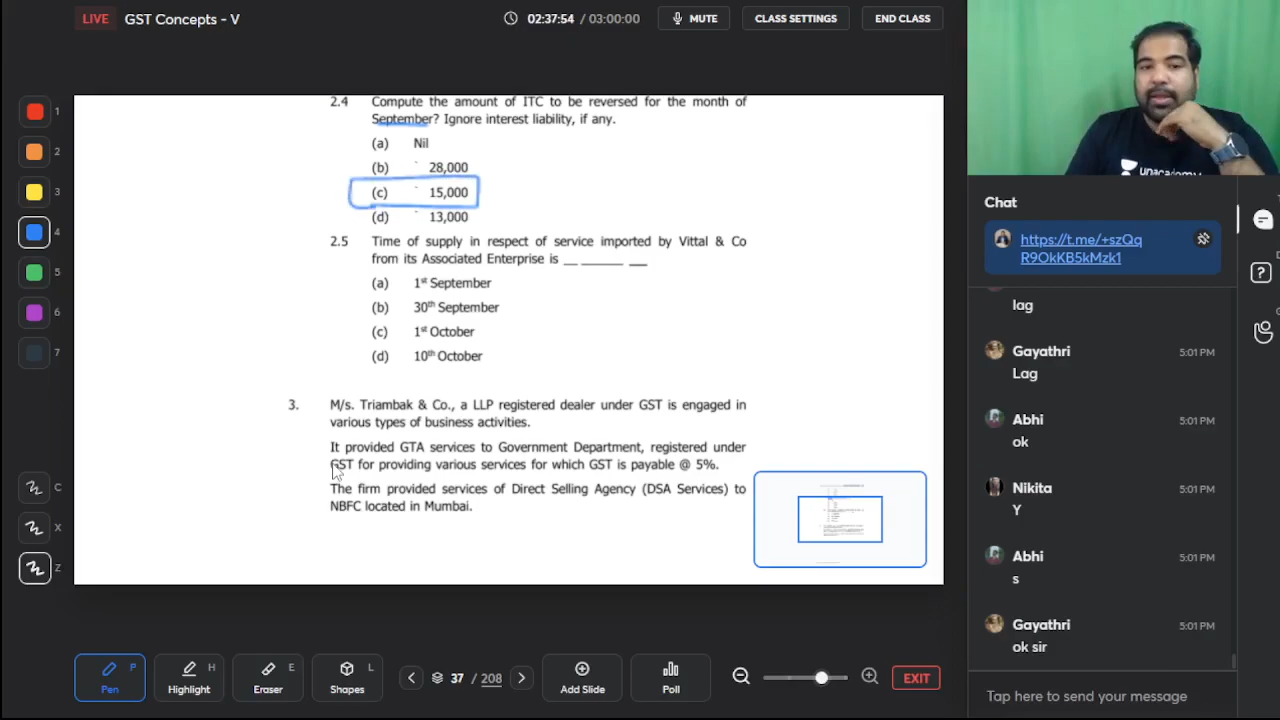 LIVE GST Concepts - V
02:37:54 / 03:00:00
MUTE
CLASS SETTINGS
END CLASS
1
2
3
4
5
6
7
C
X
Z
2.4 Compute the amount of ITC to be reversed for the month of
September? Ignore interest liability, if any.
(a) Nil
(b) ` 28,000
(c) ` 15,000
(d) ` 13,000
2.5 Time of supply in respect of service imported by Vittal & Co
from its Associated Enterprise is __ _______ ___
(a) 1st September
(b) 30th September
(c) 1st October
(d) 10th October
3. M/s. Triambak & Co., a LLP registered dealer under GST is engaged in
various types of business activities.
It provided GTA services to Government Department, registered under
GST for providing various services for which GST is payable @ 5%.
The firm provided services of Direct Selling Agency (DSA Services) to
NBFC located in Mumbai.
unacademy
Chat
https://t.me/+szQq
R9OkKB5kMzk1
lag
Gayathri 5:01 PM
Lag
Abhi 5:01 PM
ok
Nikita 5:01 PM
Y
Abhi 5:01 PM
s
Gayathri 5:01 PM
ok sir
Tap here to send your message
P
Pen
H
Highlight
E
Eraser
L
Shapes
37 / 208
Add Slide
Poll
EXIT